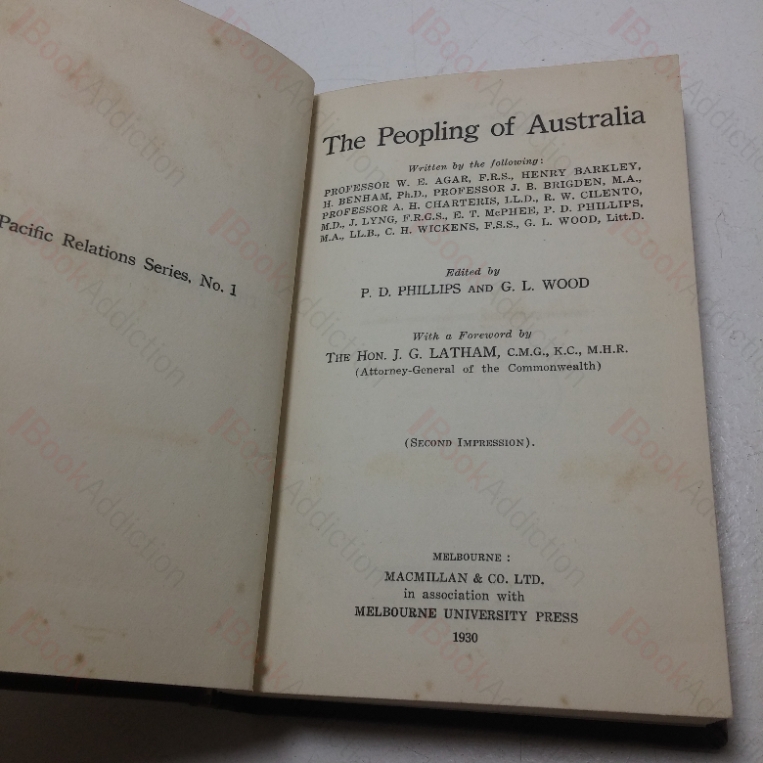 Pacific Relations Series, No. 1
The Peopling of Australia
Written by the following:
PROFESSOR W. E. AGAR, F.R.S., HENRY BARKLEY,
H. BENHAM, Ph.D., PROFESSOR J. B. BRIGDEN, M.A.,
PROFESSOR A. H. CHARTERIS, LL.D., R. W. CILENTO,
M.D., J. LYNG, F.R.G.S., E. T. McPHEE, P. D. PHILLIPS,
M.A., LL.B., C. H. WICKENS, F.S.S., G. L. WOOD, Litt.D.
Edited by
P. D. PHILLIPS AND G. L. WOOD
With a Foreword by
THE HON. J. G. LATHAM, C.M.G., K.C., M.H.R.
(Attorney-General of the Commonwealth)
(SECOND IMPRESSION).
MELBOURNE :
MACMILLAN & CO. LTD.
in association with
MELBOURNE UNIVERSITY PRESS
1930
BookAddiction